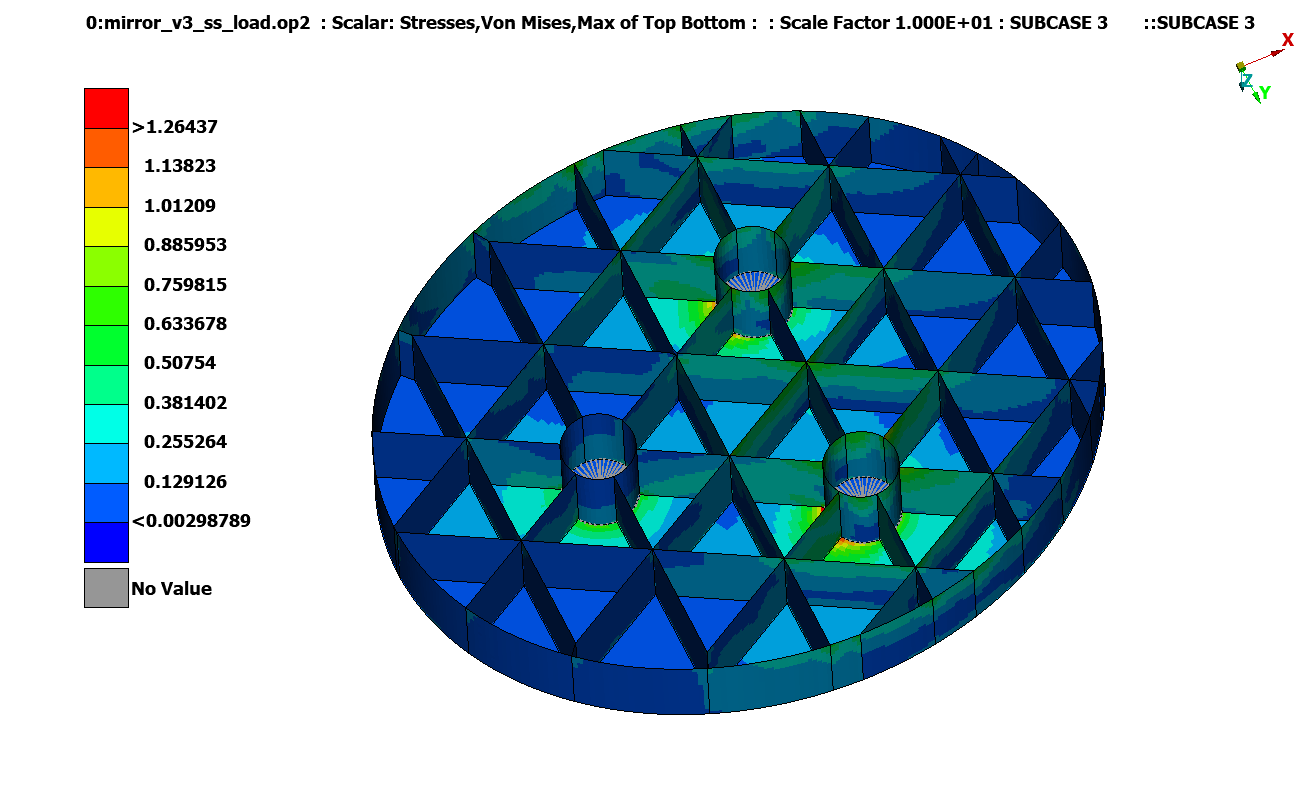 0:mirror_v3_ss_load.op2 : Scalar: Stresses,Von Mises,Max of Top Bottom : : Scale Factor 1.000E+01 : SUBCASE 3 ::SUBCASE 3
X
Z
Y
>1.26437
1.13823
1.01209
0.885953
0.759815
0.633678
0.50754
0.381402
0.255264
0.129126
<0.00298789
No Value